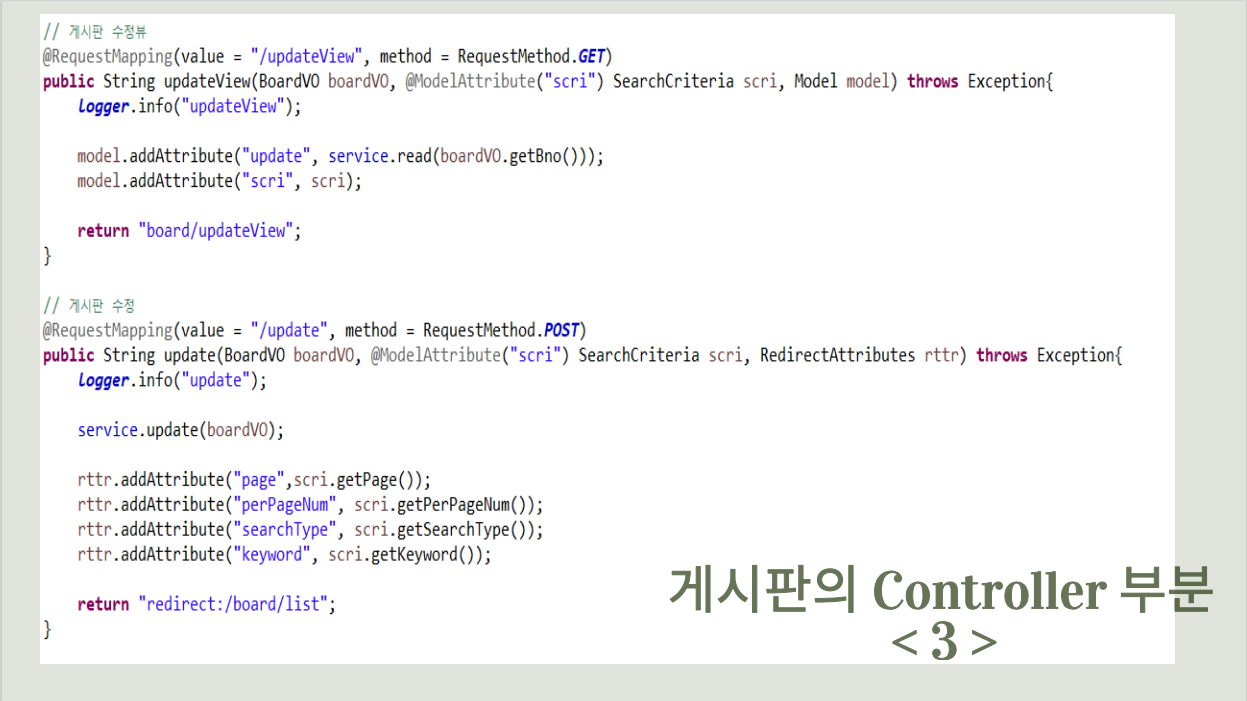 // 게시판 수정뷰
@RequestMapping(value = "/updateView", method = RequestMethod.GET)
public String updateView(BoardVO boardVO, @ModelAttribute("scri") SearchCriteria scri, Model model) throws Exception{
    logger.info("updateView");
    model.addAttribute("update", service.read(boardVO.getBno()));
    model.addAttribute("scri", scri);
    return "board/updateView";
}
// 게시판 수정
@RequestMapping(value = "/update", method = RequestMethod.POST)
public String update(BoardVO boardVO, @ModelAttribute("scri") SearchCriteria scri, RedirectAttributes rttr) throws Exception{
    logger.info("update");
    service.update(boardVO);
    rttr.addAttribute("page",scri.getPage());
    rttr.addAttribute("perPageNum", scri.getPerPageNum());
    rttr.addAttribute("searchType", scri.getSearchType());
    rttr.addAttribute("keyword", scri.getKeyword());
    return "redirect:/board/list";
}
게시판의 Controller 부분
< 3 >